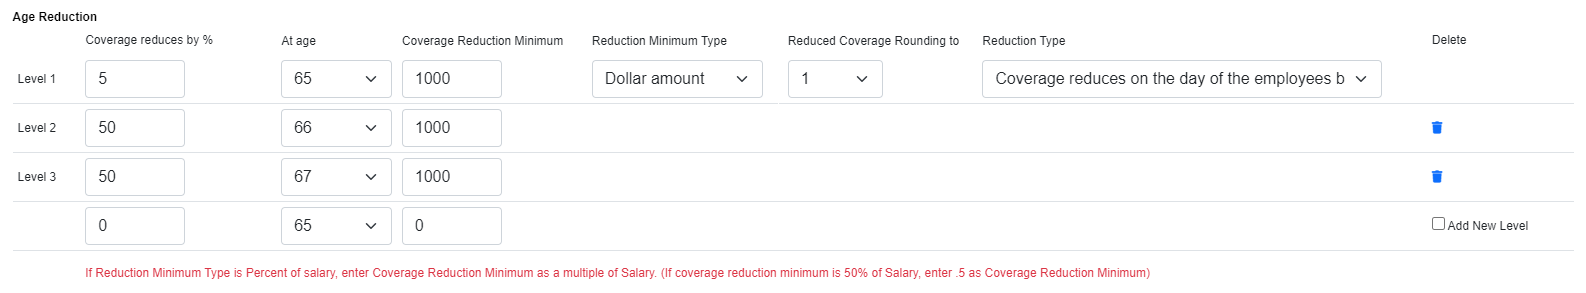 Age Reduction
Coverage reduces by % At age Coverage Reduction Minimum Reduction Minimum Type Reduced Coverage Rounding to Reduction Type Delete
Level 1 5 65 1000 Dollar amount 1 Coverage reduces on the day of the employees b
Level 2 50 66 1000
Level 3 50 67 1000
0 65 0 Add New Level
If Reduction Minimum Type is Percent of salary, enter Coverage Reduction Minimum as a multiple of Salary. (If coverage reduction minimum is 50% of Salary, enter .5 as Coverage Reduction Minimum)